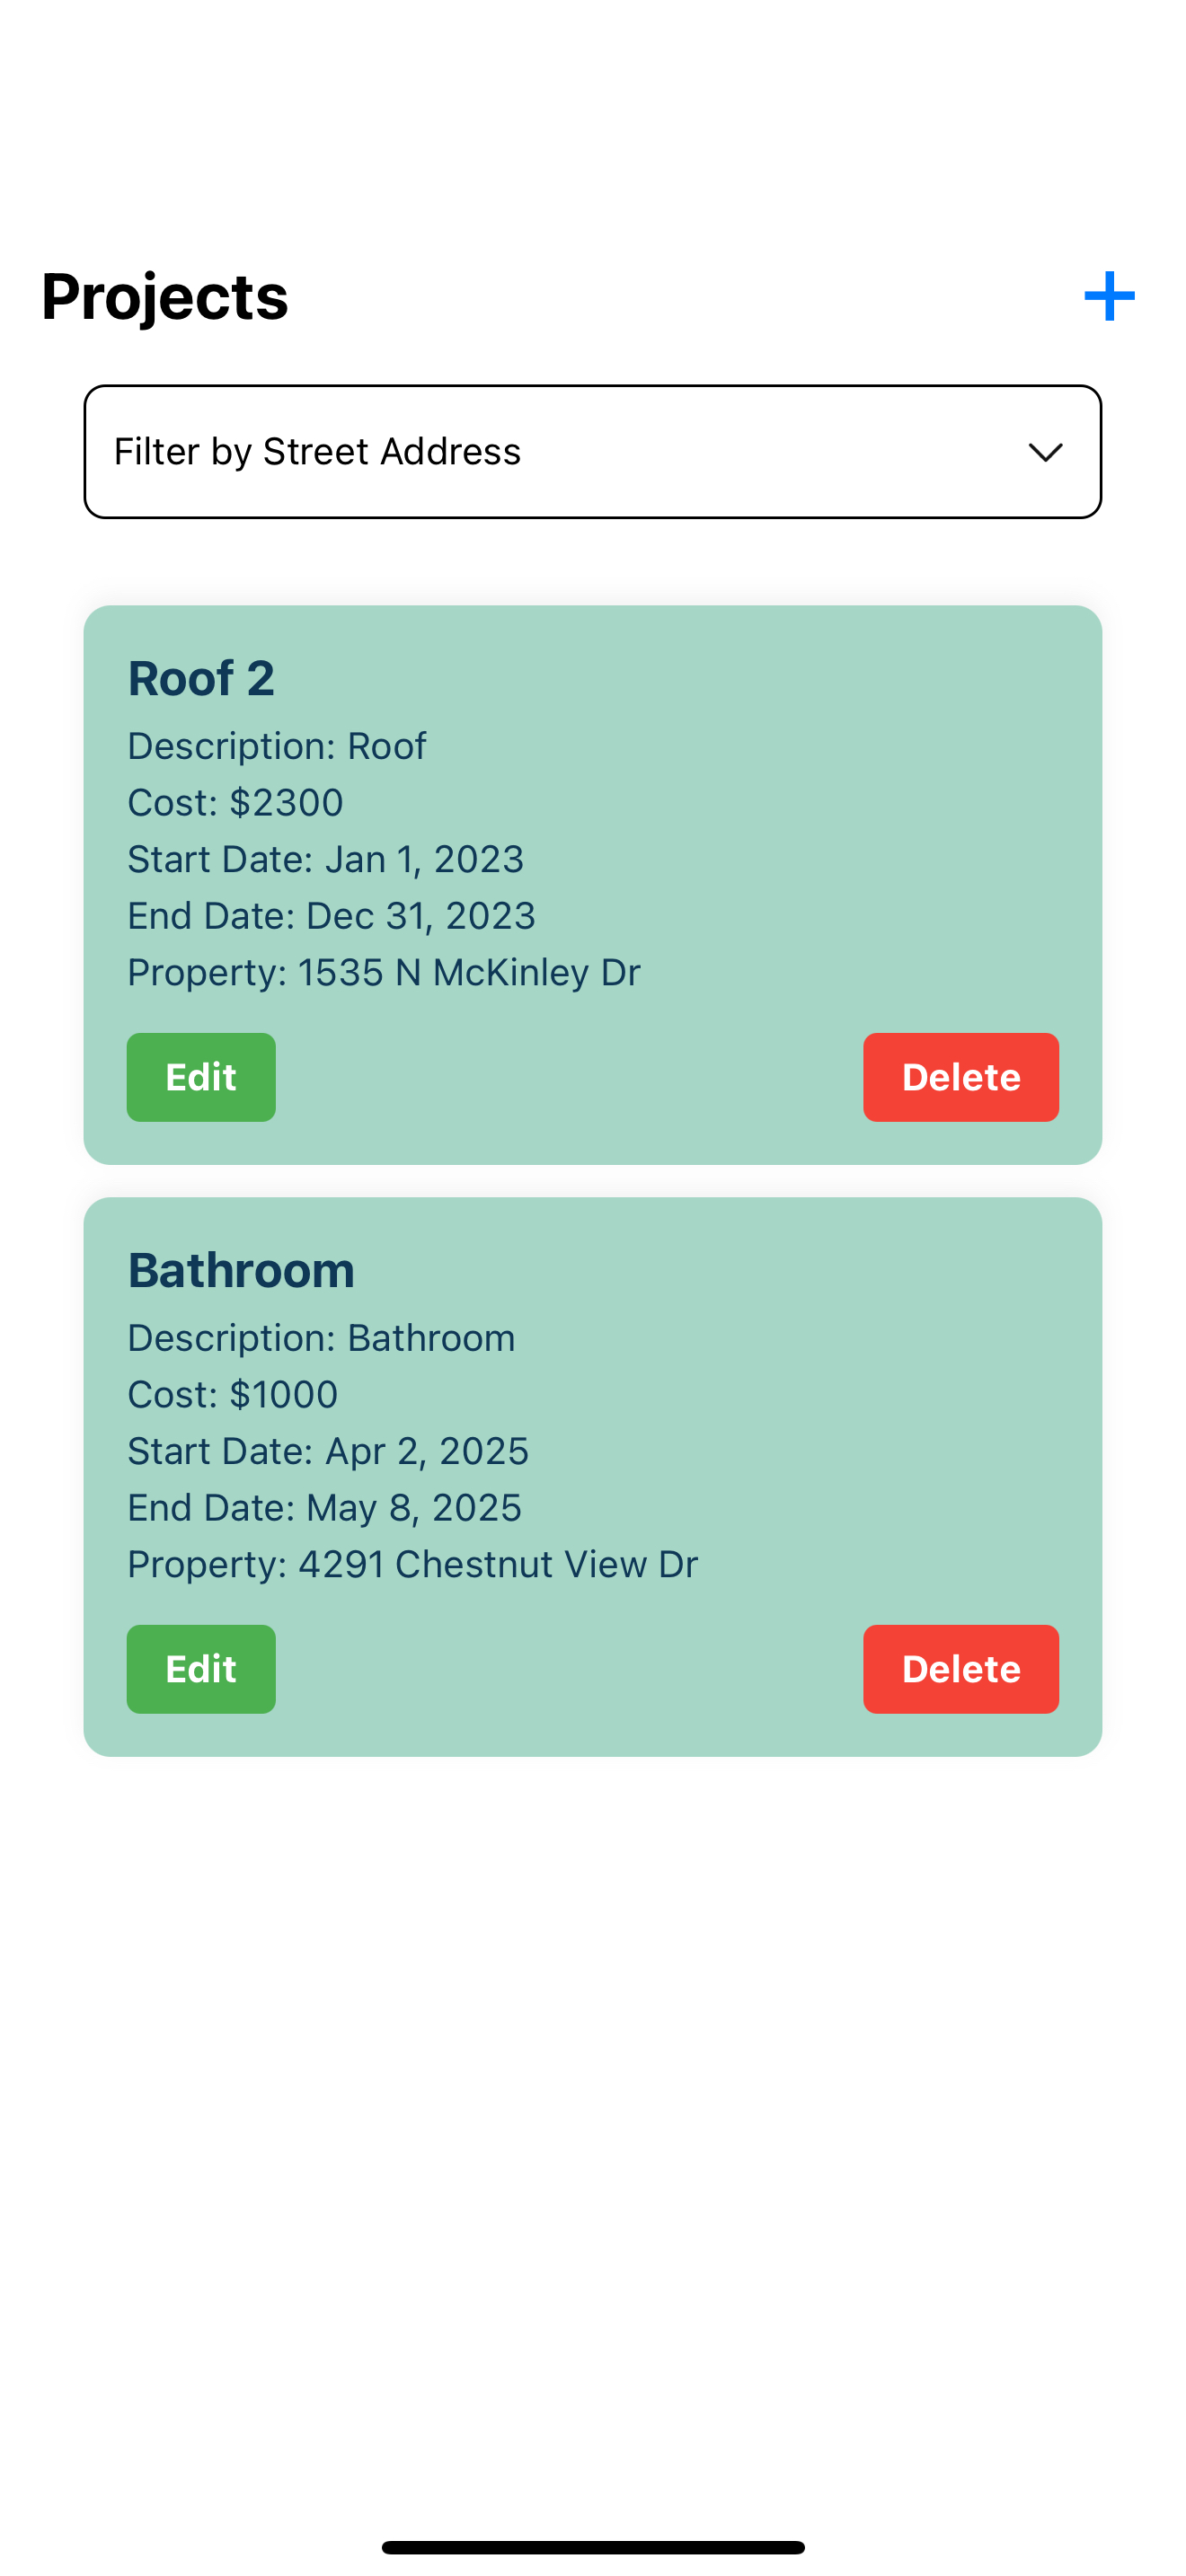 Projects
Filter by Street Address
Roof 2
Description: Roof
Cost: $2300
Start Date: Jan 1, 2023
End Date: Dec 31, 2023
Property: 1535 N McKinley Dr
Edit
Delete
Bathroom
Description: Bathroom
Cost: $1000
Start Date: Apr 2, 2025
End Date: May 8, 2025
Property: 4291 Chestnut View Dr
Edit
Delete